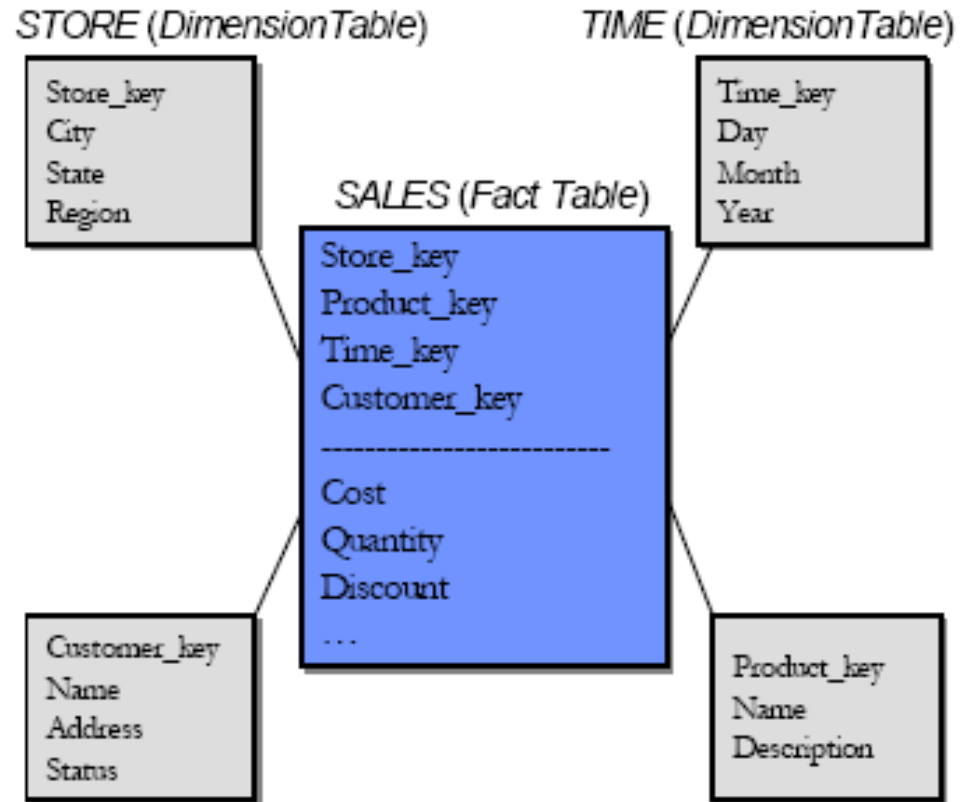 STORE (DimensionTable)
Store_key
City
State
Region
TIME (DimensionTable)
Time_key
Day
Month
Year
SALES (Fact Table)
Store_key
Product_key
Time_key
Customer_key
---------------------------
Cost
Quantity
Discount
...
Customer_key
Name
Address
Status
Product_key
Name
Description